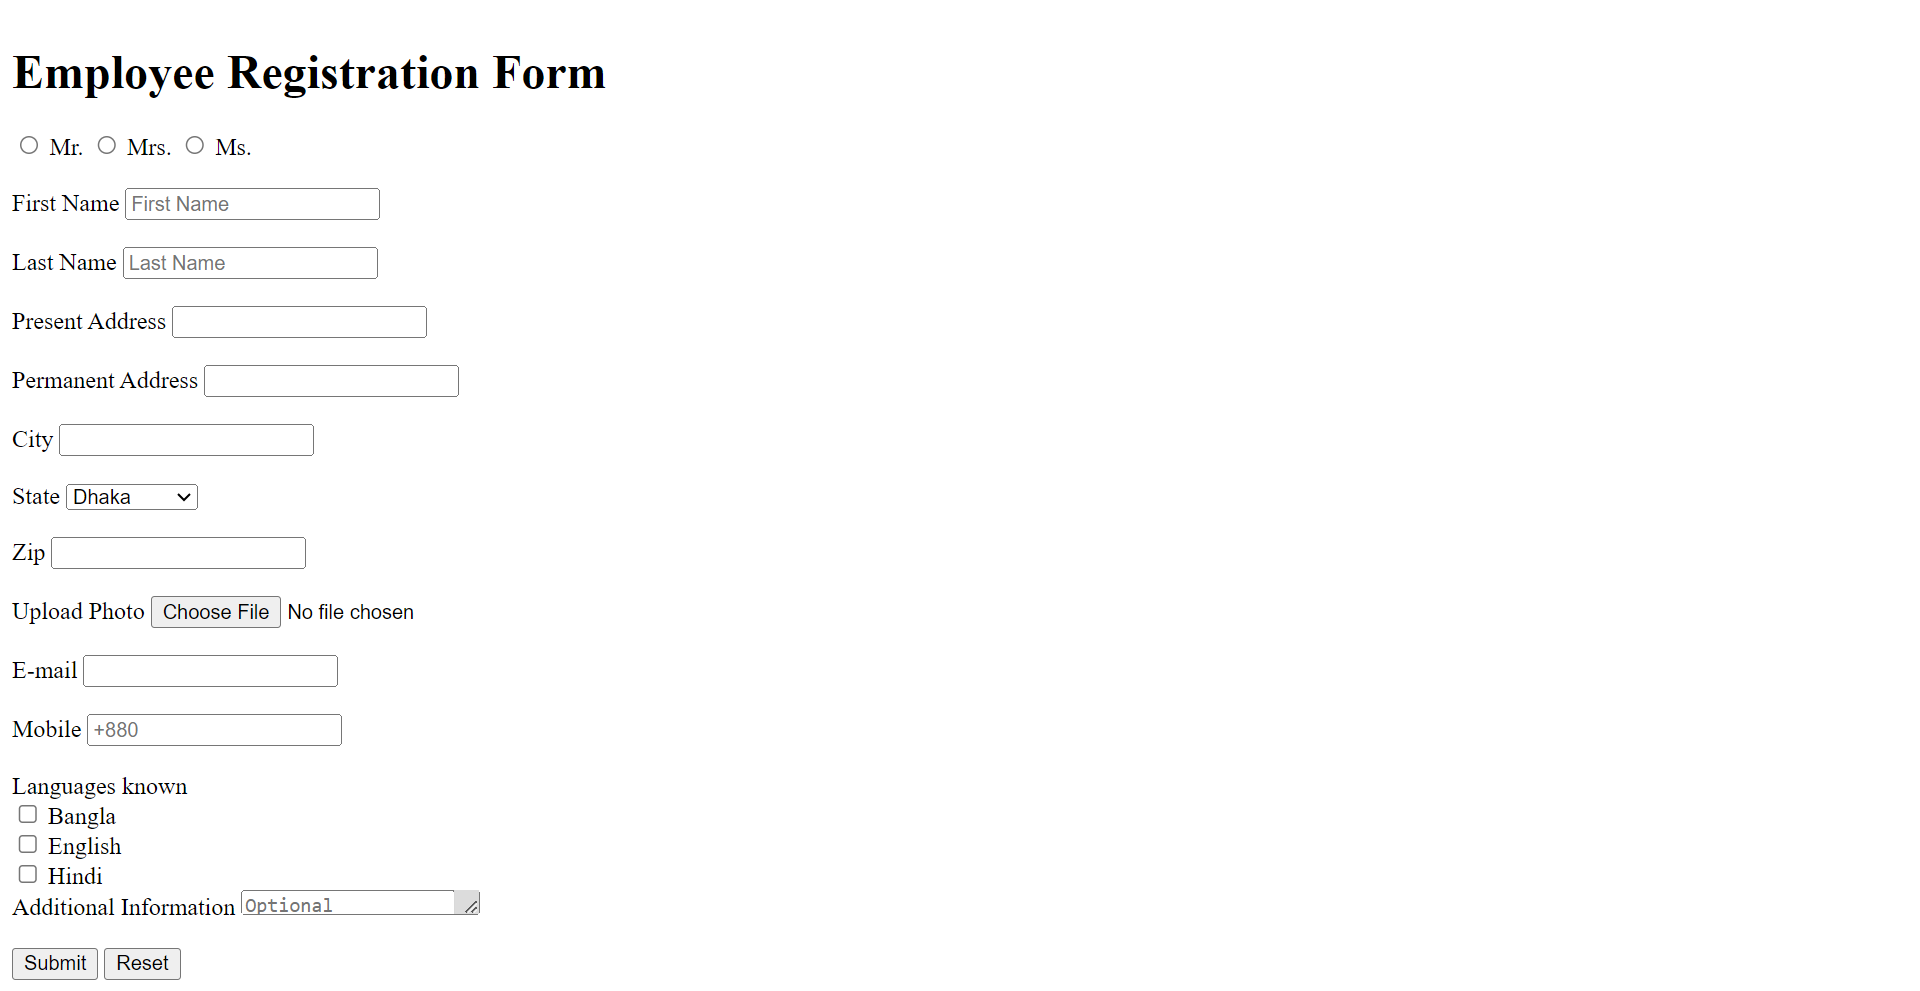 Employee Registration Form
Mr. Mrs. Ms.
First Name First Name
Last Name Last Name
Present Address
Permanent Address
City
State Dhaka
Zip
Upload Photo Choose File No file chosen
E-mail
Mobile +880
Languages known
Bangla
English
Hindi
Additional Information Optional
Submit Reset